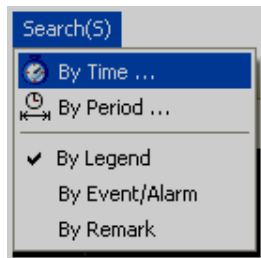 Search(S)
By Time ...
By Period ...
By Legend
By Event/Alarm
By Remark